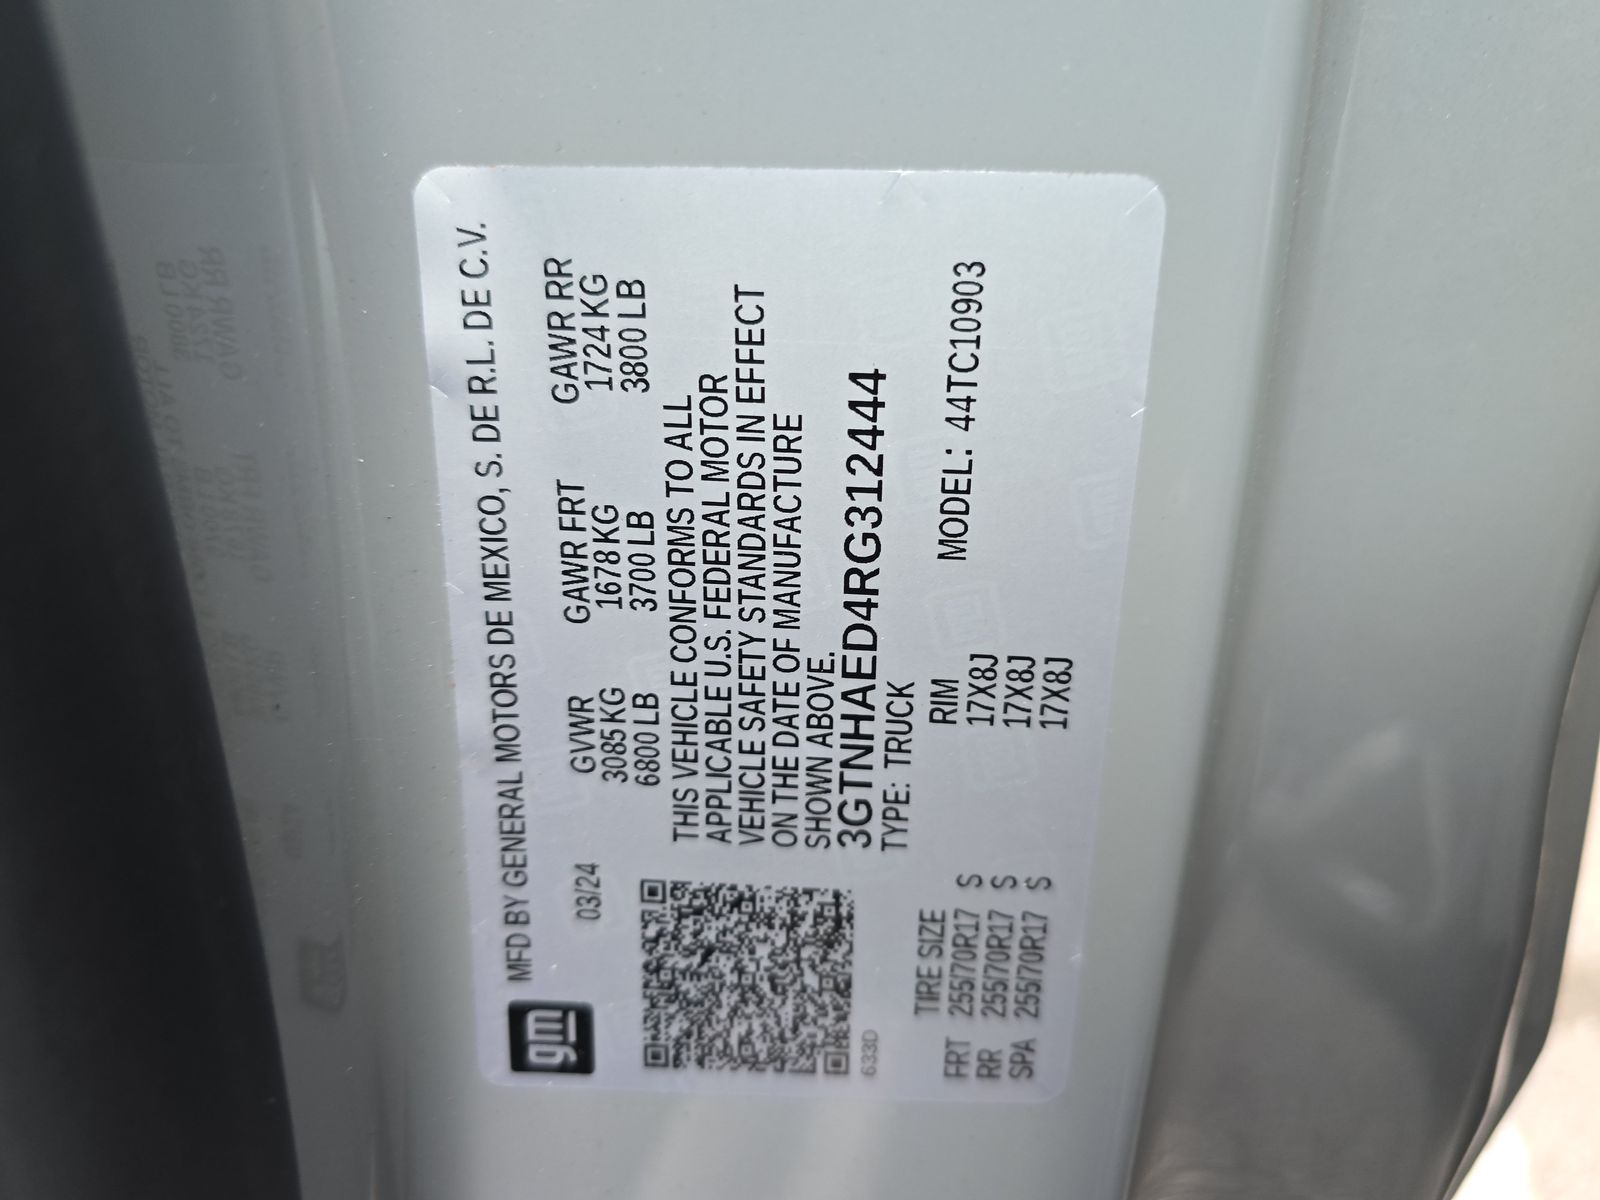 gm
MFD BY GENERAL MOTORS DE MEXICO, S. DE R.L. DE C.V.
03/24 GVWR GAWR FRT GAWR RR
3085 KG 1678 KG 1724 KG
6800 LB 3700 LB 3800 LB
THIS VEHICLE CONFORMS TO ALL
APPLICABLE U.S. FEDERAL MOTOR
VEHICLE SAFETY STANDARDS IN EFFECT
ON THE DATE OF MANUFACTURE
SHOWN ABOVE.
3GTNHAED4RG312444
633D TYPE: TRUCK
TIRE SIZE RIM MODEL: 44TC10903
FRT 255/70R17 S 17X8J
RR 255/70R17 S 17X8J
SPA 255/70R17 S 17X8J